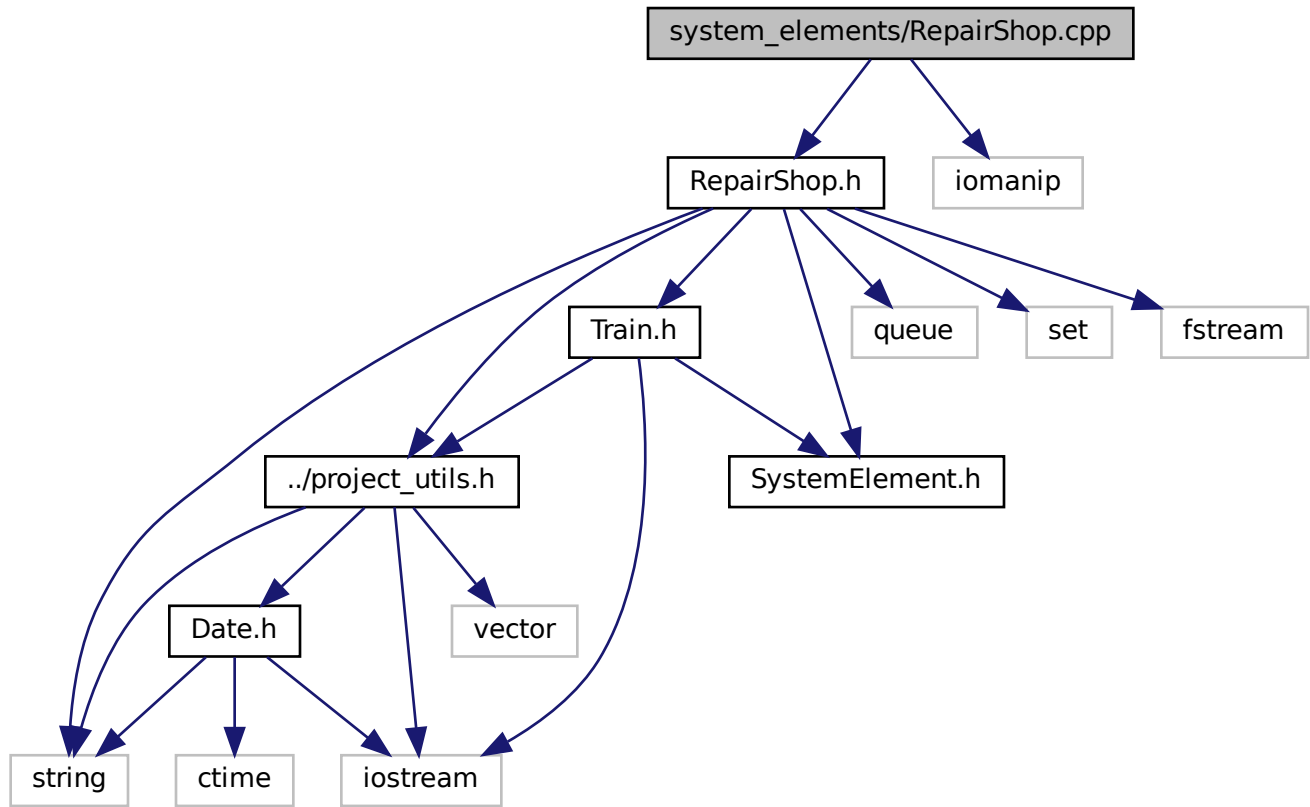 system_elements/RepairShop.cpp
RepairShop.h
iomanip
Train.h
queue
set
fstream
../project_utils.h
SystemElement.h
Date.h
vector
string
ctime
iostream